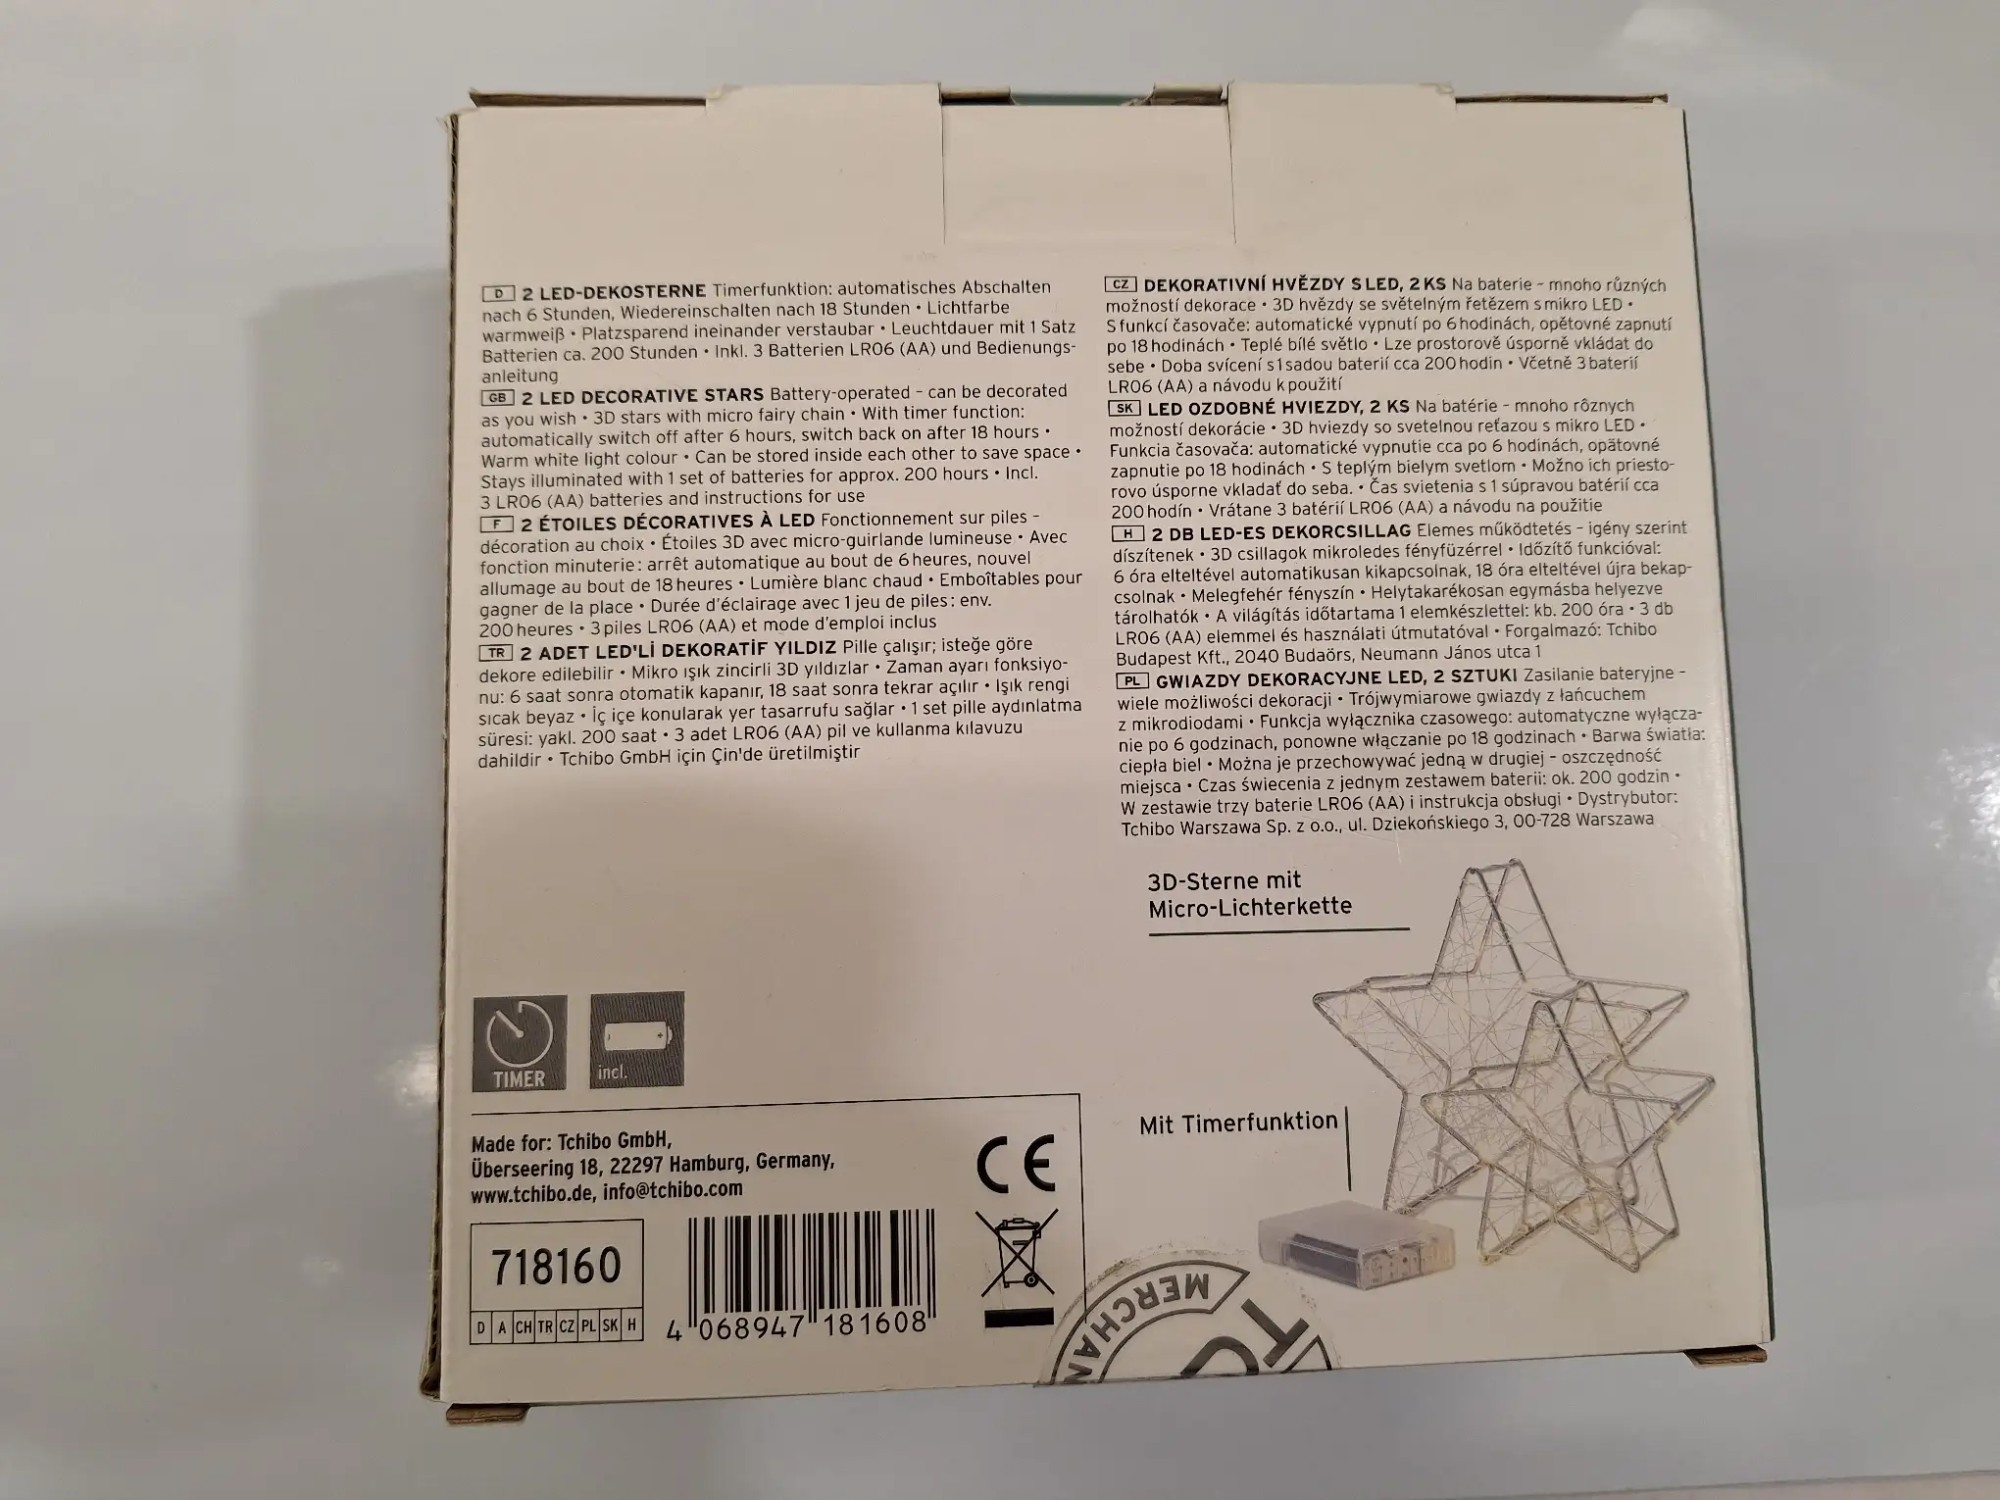 D 2 LED-DEKOSTERNE Timerfunktion: automatisches Abschalten
nach 6 Stunden, Wiedereinschalten nach 18 Stunden • Lichtfarbe
warmweiß • Platzsparend ineinander verstaubar • Leuchtdauer mit 1 Satz
Batterien ca. 200 Stunden • Inkl. 3 Batterien LR06 (AA) und Bedienungs-
anleitung
GB 2 LED DECORATIVE STARS Battery-operated – can be decorated
as you wish • 3D stars with micro fairy chain • With timer function:
automatically switch off after 6 hours, switch back on after 18 hours •
Warm white light colour • Can be stored inside each other to save space •
Stays illuminated with 1 set of batteries for approx. 200 hours • Incl.
3 LR06 (AA) batteries and instructions for use
F 2 ÉTOILES DÉCORATIVES À LED Fonctionnement sur piles –
décoration au choix • Étoiles 3D avec micro-guirlande lumineuse • Avec
fonction minuterie: arrêt automatique au bout de 6 heures, nouvel
allumage au bout de 18 heures • Lumière blanc chaud • Emboîtables pour
gagner de la place • Durée d'éclairage avec 1 jeu de piles: env.
200 heures • 3 piles LR06 (AA) et mode d'emploi inclus
TR 2 ADET LED'Lİ DEKORATİF YILDIZ Pille çalışır; isteğe göre
dekore edilebilir • Mikro ışık zincirli 3D yıldızlar • Zaman ayarı fonksiyo-
nu: 6 saat sonra otomatik kapanır, 18 saat sonra tekrar açılır • Işık rengi
sıcak beyaz • İç içe konularak yer tasarrufu sağlar • 1 set pille aydınlatma
süresi: yakl. 200 saat • 3 adet LR06 (AA) pil ve kullanma kılavuzu
dahildir • Tchibo GmbH için Çin'de üretilmiştir
CZ DEKORATIVNÍ HVĚZDY S LED, 2 KS Na baterie – mnoho různých
možností dekorace • 3D hvězdy se světelným řetězem s mikro LED •
S funkcí časovače: automatické vypnutí po 6 hodinách, opětovné zapnutí
po 18 hodinách • Teplé bílé světlo • Lze prostorově úsporně vkládat do
sebe • Doba svícení s 1 sadou baterií cca 200 hodin • Včetně 3 baterií
LR06 (AA) a návodu k použití
SK LED OZDOBNÉ HVIEZDY, 2 KS Na batérie – mnoho rôznych
možností dekorácie • 3D hviezdy so svetelnou reťazou s mikro LED •
Funkcia časovača: automatické vypnutie cca po 6 hodinách, opätovné
zapnutie po 18 hodinách • S teplým bielym svetlom • Možno ich priesto-
rovo úsporne vkladať do seba. • Čas svietenia s 1 súpravou batérií cca
200 hodín • Vrátane 3 batérií LR06 (AA) a návodu na použitie
H 2 DB LED-ES DEKORCSILLAG Elemes működtetés – igény szerint
díszítenek • 3D csillagok mikroledes fényfüzérrel • Időzítő funkcióval:
6 óra elteltével automatikusan kikapcsolnak, 18 óra elteltével újra bekap-
csolnak • Melegfehér fényszín • Helytakarékosan egymásba helyezve
tárolhatók • A világítás időtartama 1 elemkészlettel: kb. 200 óra • 3 db
LR06 (AA) elemmel és használati útmutatóval • Forgalmazó: Tchibo
Budapest Kft., 2040 Budaörs, Neumann János utca 1
PL GWIAZDY DEKORACYJNE LED, 2 SZTUKI Zasilanie bateryjne –
wiele możliwości dekoracji • Trójwymiarowe gwiazdy z łańcuchem
z mikrodiodami • Funkcja wyłącznika czasowego: automatyczne wyłącza-
nie po 6 godzinach, ponowne włączanie po 18 godzinach • Barwa światła:
ciepła biel • Można je przechowywać jedną w drugiej – oszczędność
miejsca • Czas świecenia z jednym zestawem baterii: ok. 200 godzin •
W zestawie trzy baterie LR06 (AA) i instrukcja obsługi • Dystrybutor:
Tchibo Warszawa Sp. z o.o., ul. Dziekońskiego 3, 00-728 Warszawa
3D-Sterne mit
Micro-Lichterkette
Mit Timerfunktion
TIMER
incl.
Made for: Tchibo GmbH,
Überseering 18, 22297 Hamburg, Germany,
www.tchibo.de, info@tchibo.com
CE
718160
D A CH TR CZ PL SK H
4 068947 181608
MERCHAN
TC